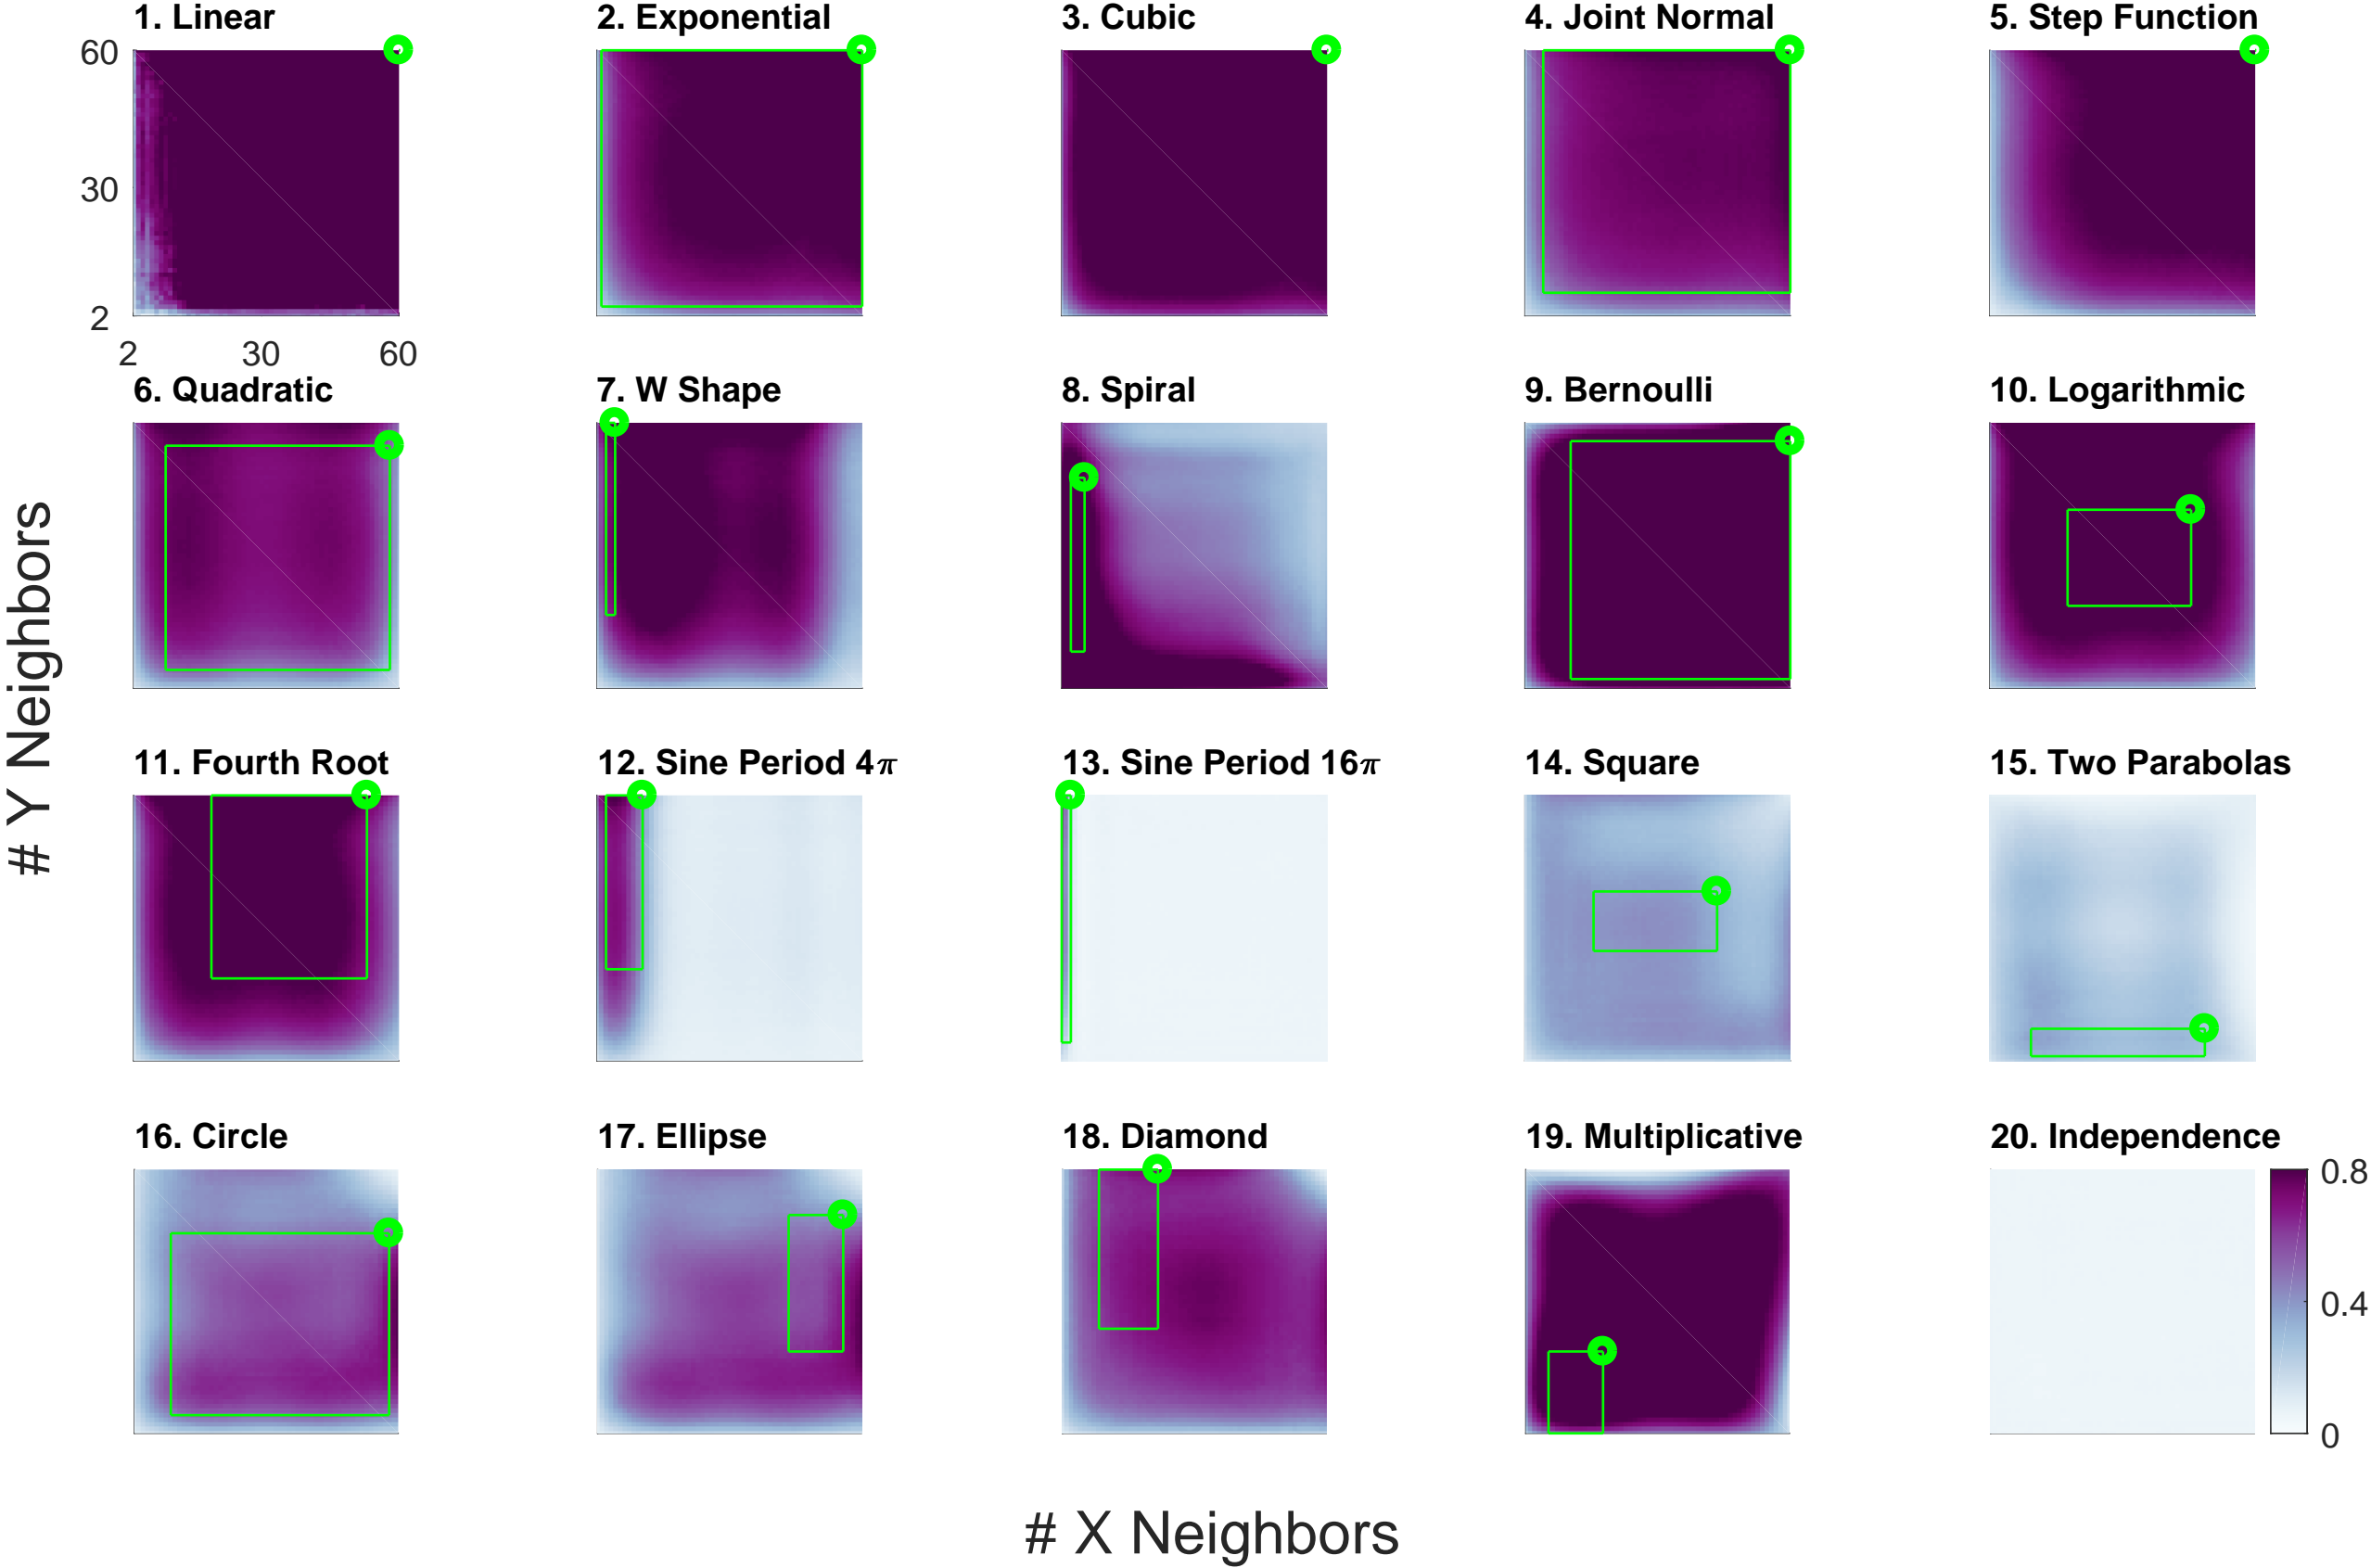 1. Linear
2. Exponential
3. Cubic
4. Joint Normal
5. Step Function
60
30
2
2
30
60
6. Quadratic
7. W Shape
8. Spiral
9. Bernoulli
10. Logarithmic
# Y Neighbors
11. Fourth Root
12. Sine Period 4π
13. Sine Period 16π
14. Square
15. Two Parabolas
16. Circle
17. Ellipse
18. Diamond
19. Multiplicative
20. Independence
0.8
0.4
0
# X Neighbors